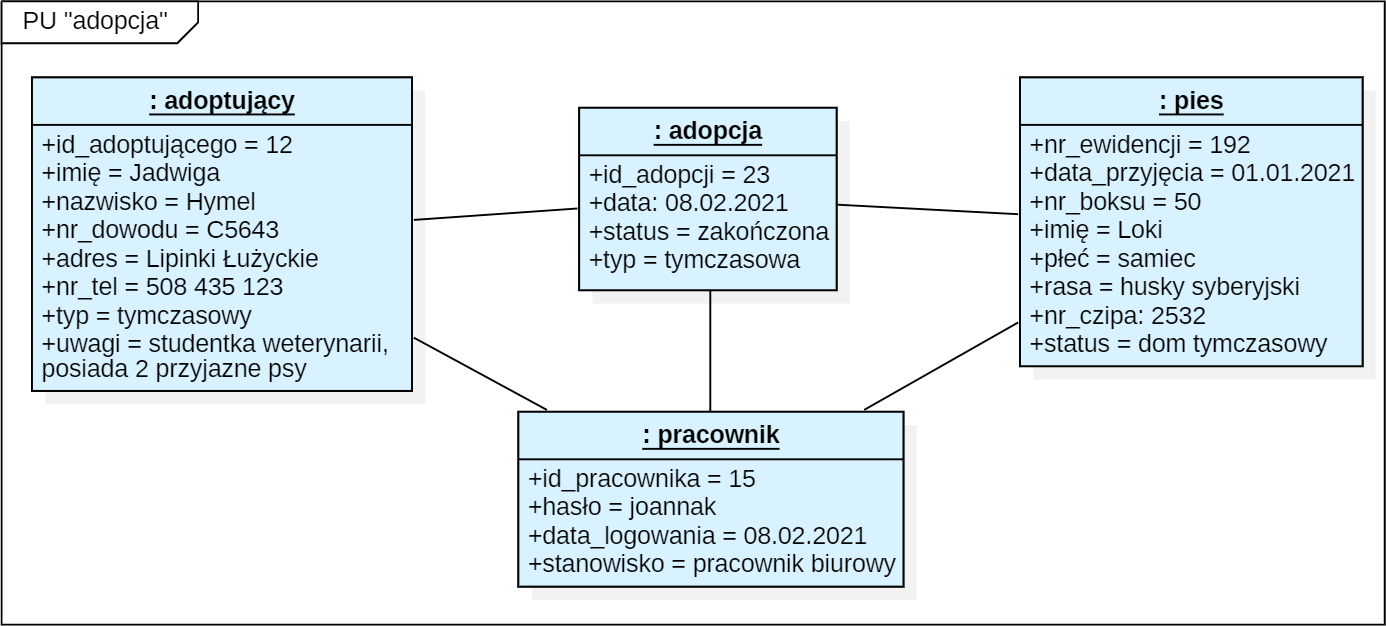 PU "adopcja"
: adoptujący
+id_adoptującego = 12
+imię = Jadwiga
+nazwisko = Hymel
+nr_dowodu = C5643
+adres = Lipinki Łużyckie
+nr_tel = 508 435 123
+typ = tymczasowy
+uwagi = studentka weterynarii,
posiada 2 przyjazne psy
: adopcja
+id_adopcji = 23
+data: 08.02.2021
+status = zakończona
+typ = tymczasowa
: pies
+nr_ewidencji = 192
+data_przyjęcia = 01.01.2021
+nr_boksu = 50
+imię = Loki
+płeć = samiec
+rasa = husky syberyjski
+nr_czipa: 2532
+status = dom tymczasowy
: pracownik
+id_pracownika = 15
+hasło = joannak
+data_logowania = 08.02.2021
+stanowisko = pracownik biurowy